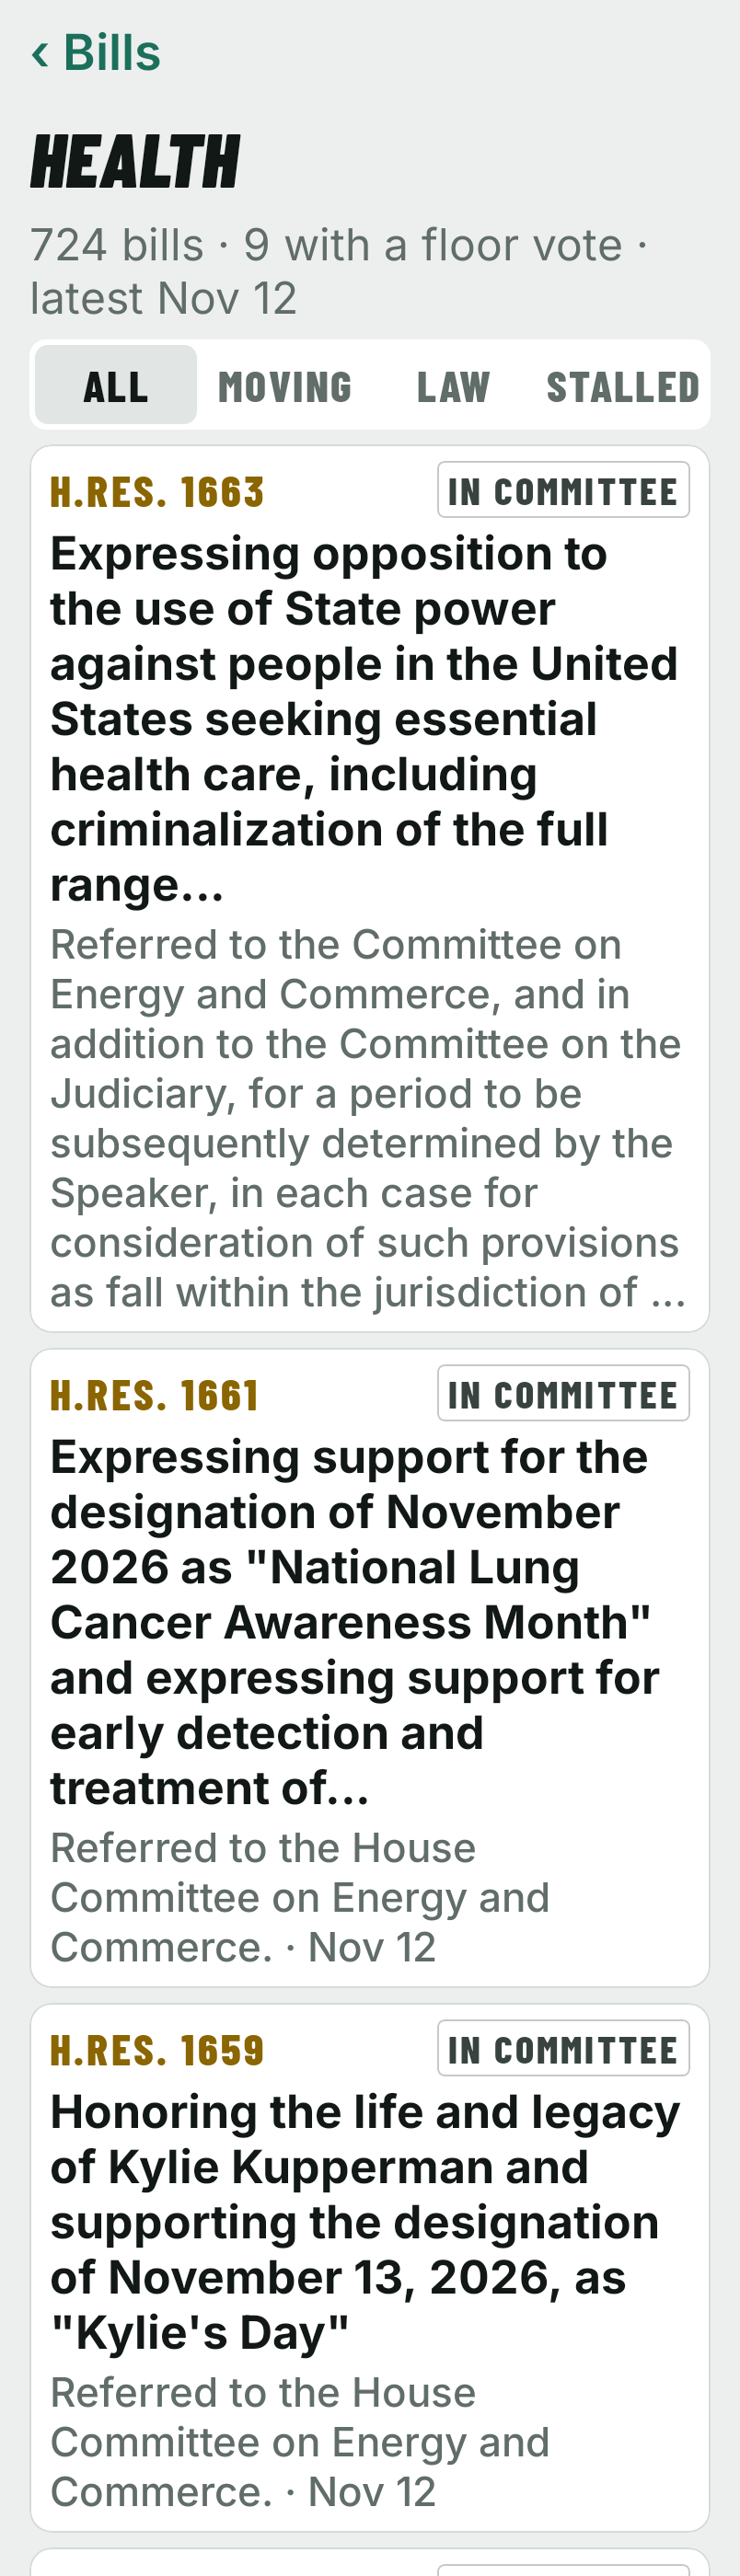 ‹ Bills
HEALTH
724 bills · 9 with a floor vote ·
latest Nov 12
ALL MOVING LAW STALLED
H.RES. 1663 IN COMMITTEE
Expressing opposition to
the use of State power
against people in the United
States seeking essential
health care, including
criminalization of the full
range...
Referred to the Committee on
Energy and Commerce, and in
addition to the Committee on the
Judiciary, for a period to be
subsequently determined by the
Speaker, in each case for
consideration of such provisions
as fall within the jurisdiction of ...
H.RES. 1661 IN COMMITTEE
Expressing support for the
designation of November
2026 as "National Lung
Cancer Awareness Month"
and expressing support for
early detection and
treatment of...
Referred to the House
Committee on Energy and
Commerce. · Nov 12
H.RES. 1659 IN COMMITTEE
Honoring the life and legacy
of Kylie Kupperman and
supporting the designation
of November 13, 2026, as
"Kylie's Day"
Referred to the House
Committee on Energy and
Commerce. · Nov 12